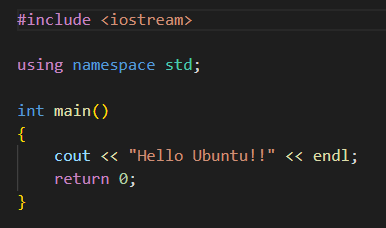 #include <iostream>
using namespace std;
int main()
{
    cout << "Hello Ubuntu!!" << endl;
    return 0;
}